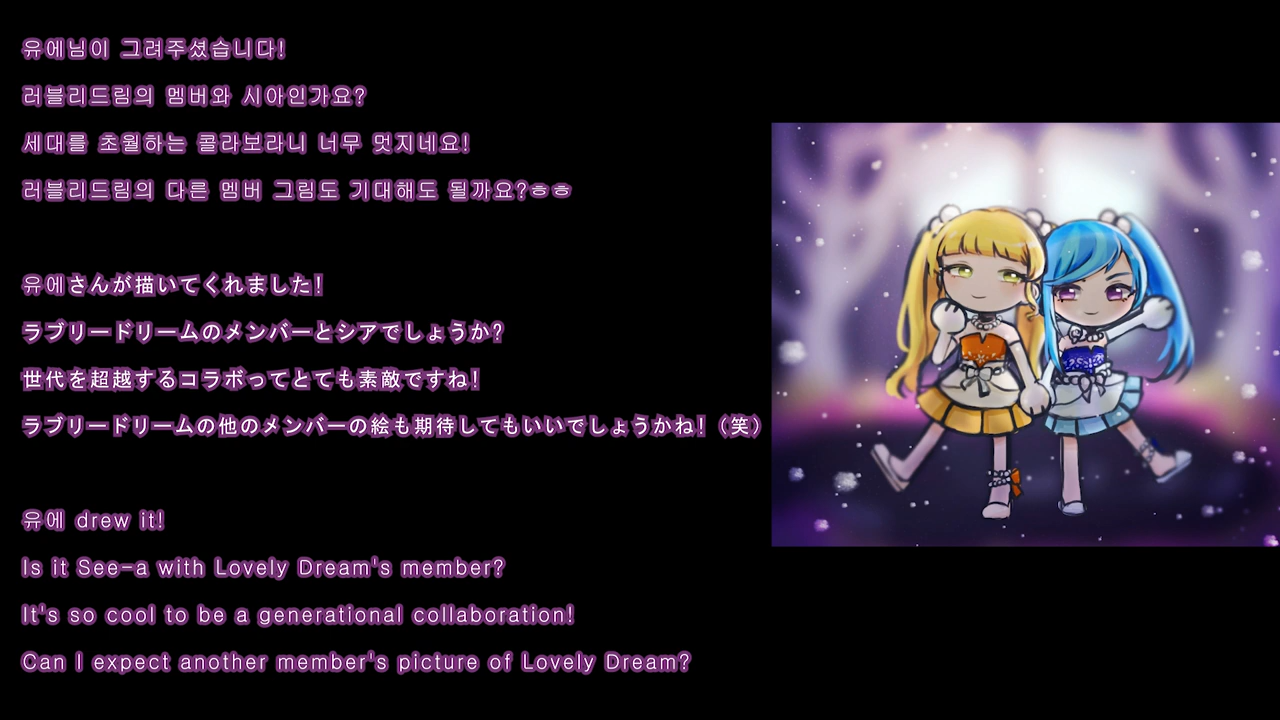 유에님이 그려주셨습니다!
러블리드림의 멤버와 시아인가요?
세대를 초월하는 콜라보라니 너무 멋지네요!
러블리드림의 다른 멤버 그림도 기대해도 될까요?ㅎㅎ
유에さんが描いてくれました!
ラブリードリームのメンバーとシアでしょうか?
世代を超越するコラボってとても素敵ですね!
ラブリードリームの他のメンバーの絵も期待してもいいでしょうかね!（笑）
유에 drew it!
Is it See-a with Lovely Dream's member?
It's so cool to be a generational collaboration!
Can I expect another member's picture of Lovely Dream?